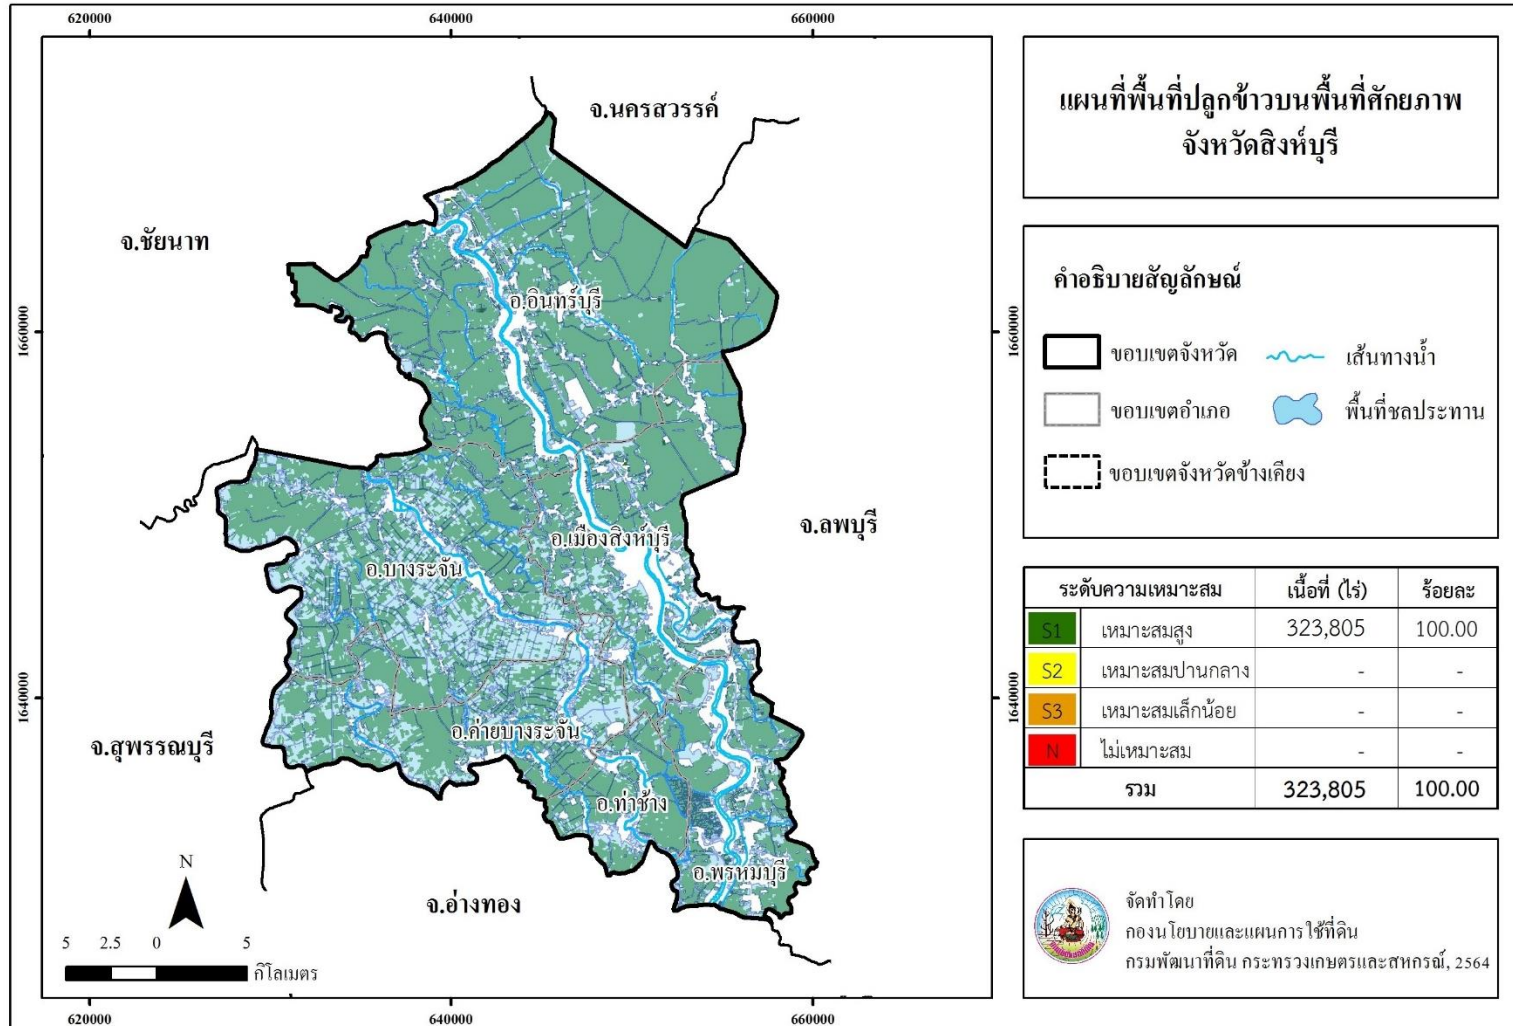 620000 640000 660000
แผนที่พื้นที่ปลูกข้าวบนพื้นที่ศักยภาพ
จังหวัดสิงห์บุรี
จ.นครสวรรค์
จ.ชัยนาท
อ.อินทร์บุรี
1660000
1660000
จ.ลพบุรี
อ.เมืองสิงห์บุรี
อ.บางระจัน
1640000
1640000
อ.ค่ายบางระจัน
จ.สุพรรณบุรี
อ.ท่าช้าง
อ.พรหมบุรี
จ.อ่างทอง
N
5 2.5 0 5
กิโลเมตร
620000 640000 660000
คำอธิบายสัญลักษณ์
ขอบเขตจังหวัด เส้นทางน้ำ
ขอบเขตอำเภอ พื้นที่ชลประทาน
ขอบเขตจังหวัดข้างเคียง
ระดับความเหมาะสม เนื้อที่ (ไร่) ร้อยละ
S1 เหมาะสมสูง 323,805 100.00
S2 เหมาะสมปานกลาง - -
S3 เหมาะสมเล็กน้อย - -
N ไม่เหมาะสม - -
รวม 323,805 100.00
จัดทำโดย
กองนโยบายและแผนการใช้ที่ดิน
กรมพัฒนาที่ดิน กระทรวงเกษตรและสหกรณ์, 2564